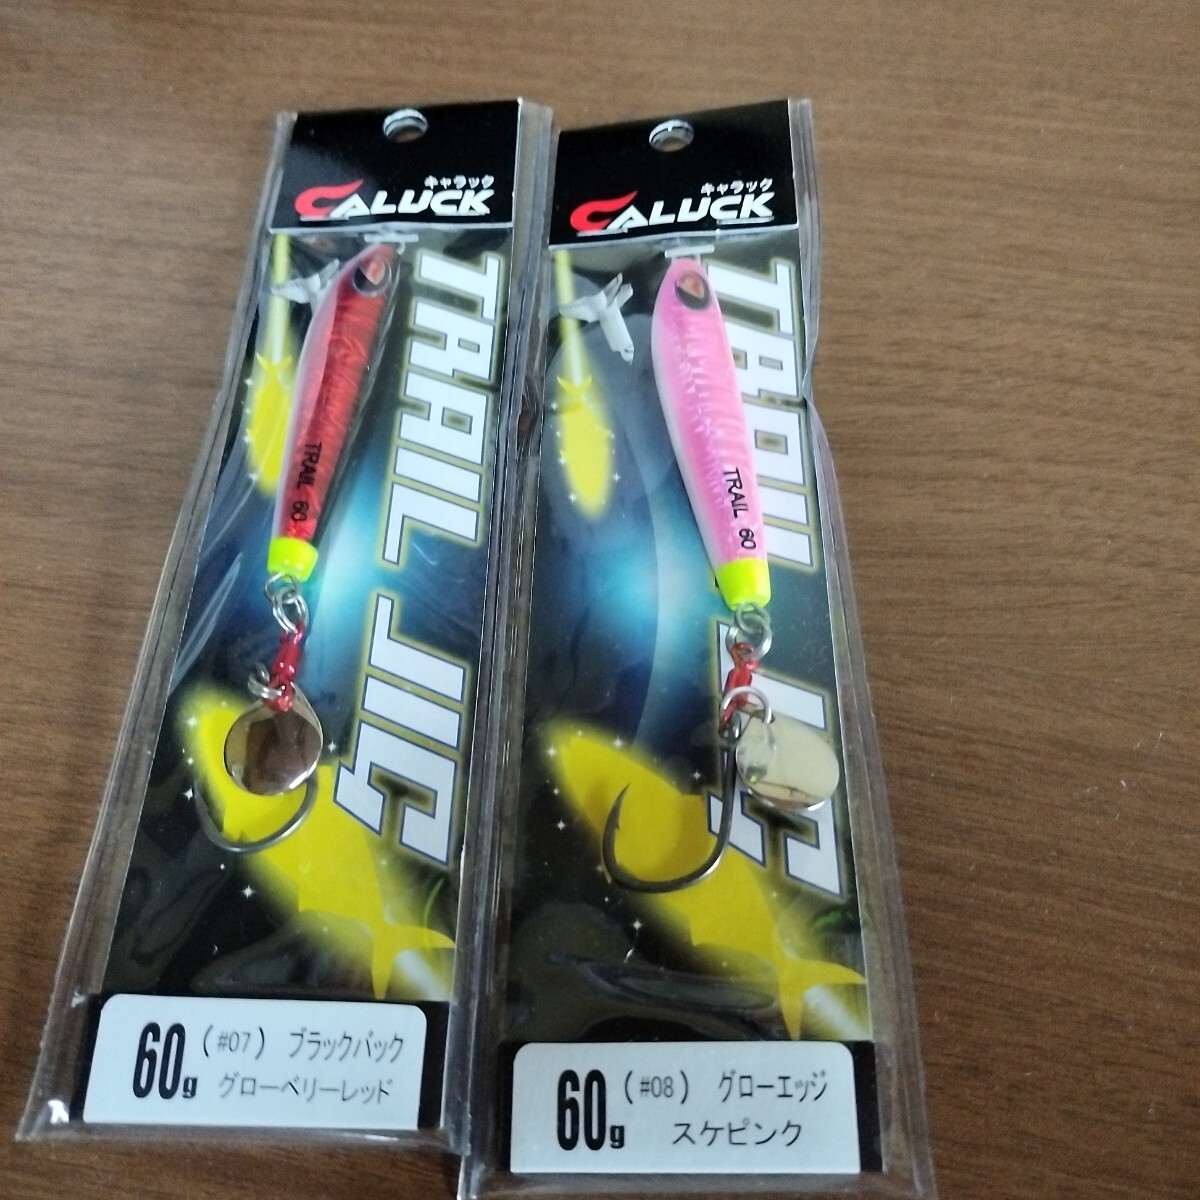 キャラック
CALUCK
TRAIL JIG
TRAIL 60
60g (#07) ブラックバック
グローベリーレッド
キャラック
CALUCK
TRAIL JIG
TRAIL 60
60g (#08) グローエッジ
スケピンク